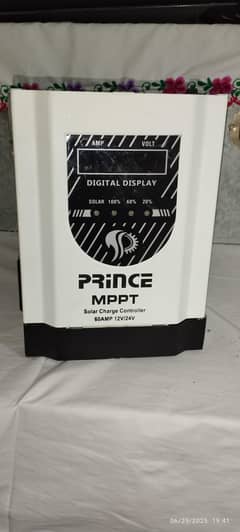 AMP VOLT
DIGITAL DISPLAY
SOLAR 100% 60% 20%
PRINCE
MPPT
Solar Charge Controller
60AMP 12V/24V
06/29/2025 19:41